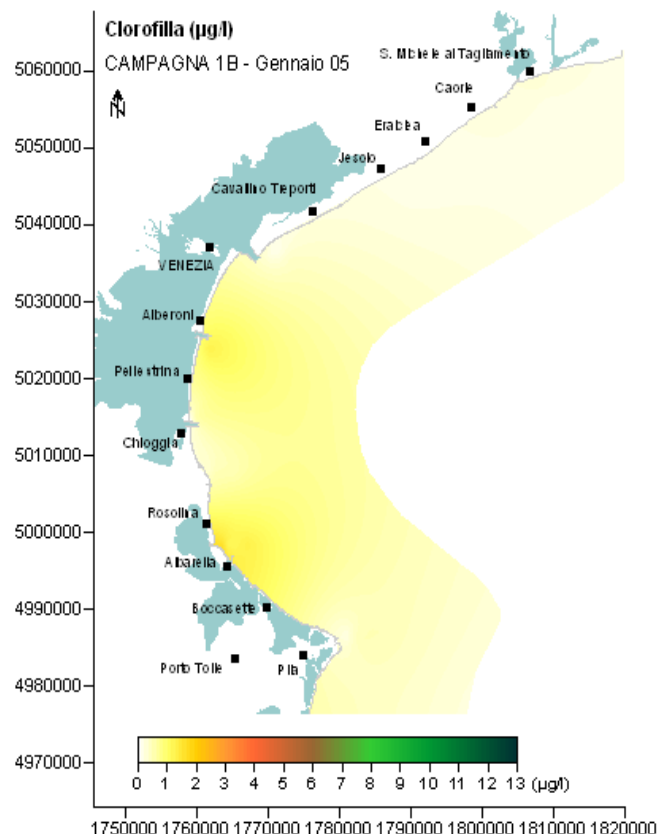 Clorofilla (µg/l)
CAMPAGNA 1B - Gennaio 05
N
S. Michele al Tagliamento
Caorle
Eraclea
Jesolo
Cavallino Treporti
VENEZIA
Alberoni
Pellestrina
Chioggia
Rosolina
Albarella
Boccasette
Porto Tolle
Pila
5060000
5050000
5040000
5030000
5020000
5010000
5000000
4990000
4980000
4970000
0 1 2 3 4 5 6 7 8 9 10 11 12 13 (µg/l)
1750000 1760000 1770000 1780000 1790000 1800000 1810000 1820000